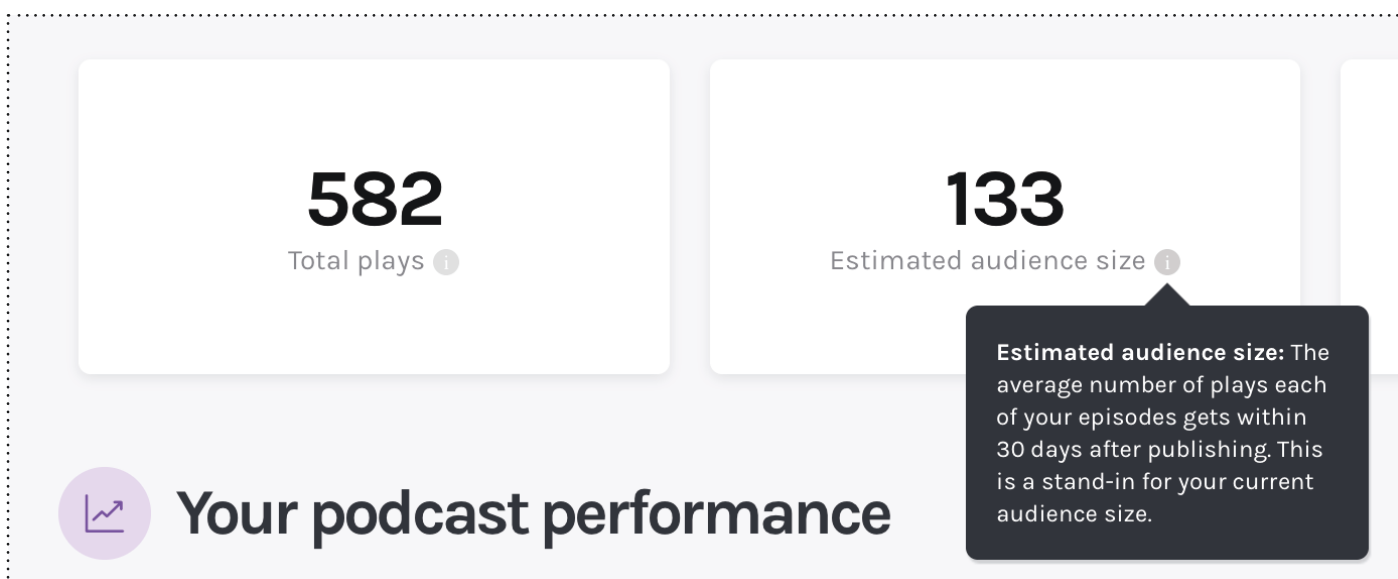 582
Total plays i
133
Estimated audience size i
Estimated audience size: The
average number of plays each
of your episodes gets within
30 days after publishing. This
is a stand-in for your current
audience size.
Your podcast performance